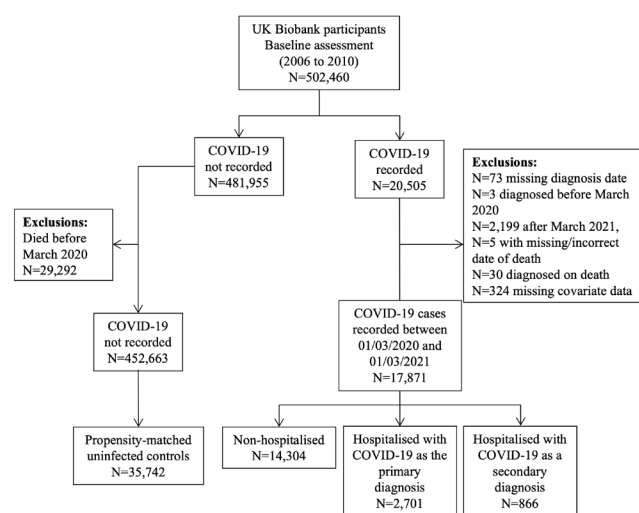 UK Biobank participants
Baseline assessment
(2006 to 2010)
N=502,460
COVID-19
not recorded
N=481,955
COVID-19
recorded
N=20,505
Exclusions:
N=73 missing diagnosis date
N=3 diagnosed before March
2020
N=2,199 after March 2021,
N=5 with missing/incorrect
date of death
N=30 diagnosed on death
N=324 missing covariate data
Exclusions:
Died before
March 2020
N=29,292
COVID-19
not recorded
N=452,663
COVID-19 cases
recorded between
01/03/2020 and
01/03/2021
N=17,871
Propensity-matched
uninfected controls
N=35,742
Non-hospitalised
N=14,304
Hospitalised with
COVID-19 as the
primary
diagnosis
N=2,701
Hospitalised with
COVID-19 as a
secondary
diagnosis
N=866